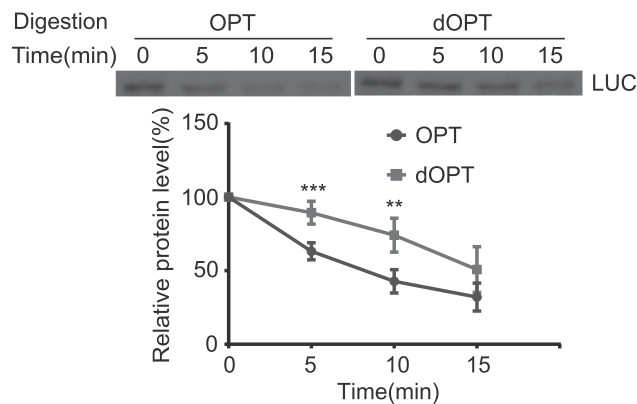 Digestion OPT dOPT
Time(min) 0 5 10 15 0 5 10 15
LUC
150
100
50
0
Relative protein level(%)
OPT
dOPT
***
**
0 5 10 15
Time(min)